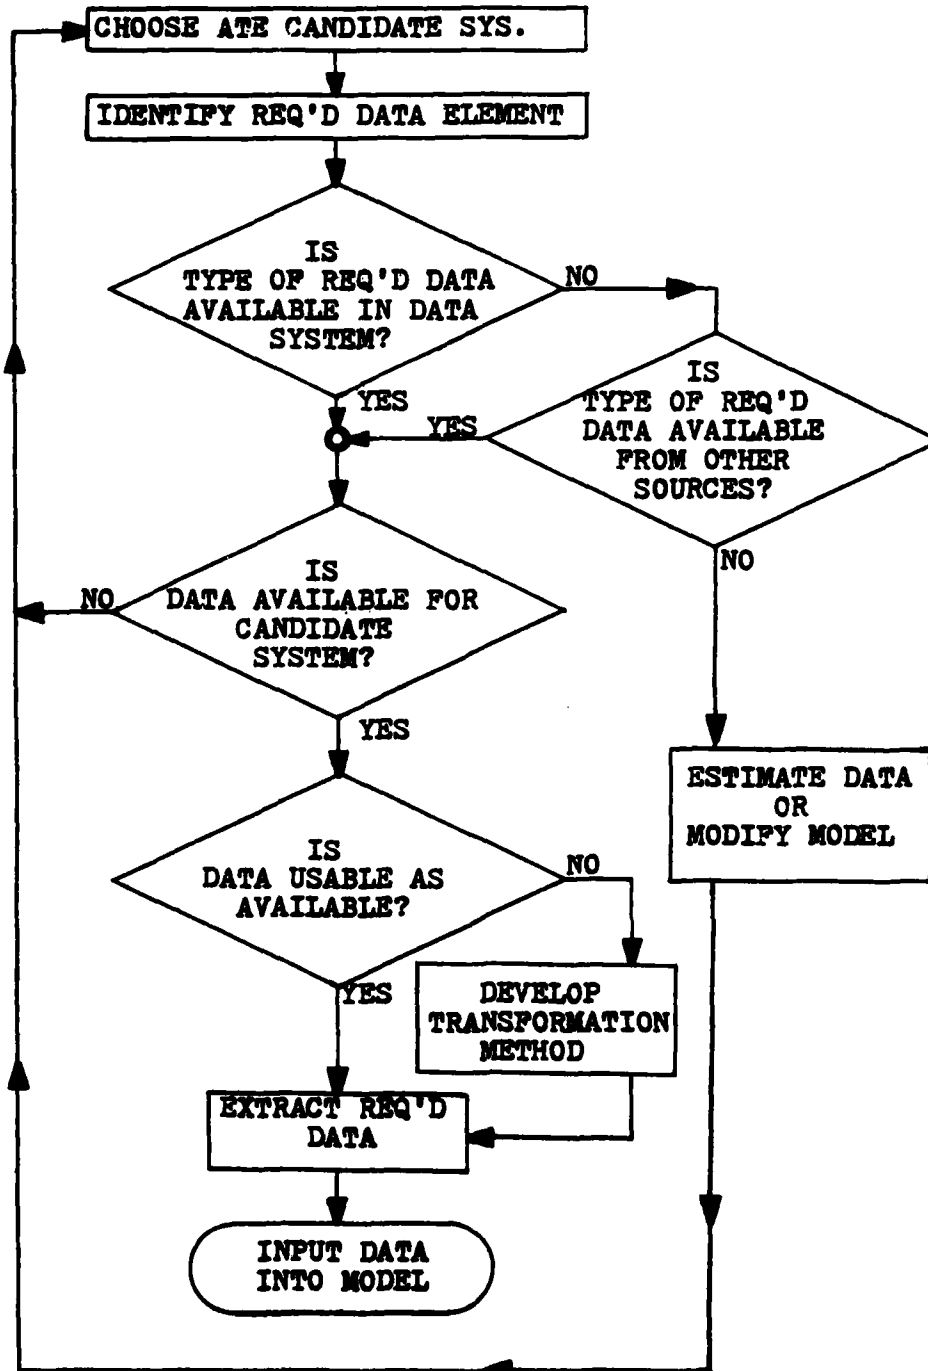 CHOOSE ATE CANDIDATE SYS.
IDENTIFY REQ'D DATA ELEMENT
IS
TYPE OF REQ'D DATA
AVAILABLE IN DATA
SYSTEM?
NO
YES
IS
TYPE OF REQ'D
DATA AVAILABLE
FROM OTHER
SOURCES?
YES
NO
IS
DATA AVAILABLE FOR
CANDIDATE
SYSTEM?
NO
YES
ESTIMATE DATA
OR
MODIFY MODEL
IS
DATA USABLE AS
AVAILABLE?
NO
YES
DEVELOP
TRANSFORMATION
METHOD
EXTRACT REQ'D
DATA
INPUT DATA
INTO MODEL